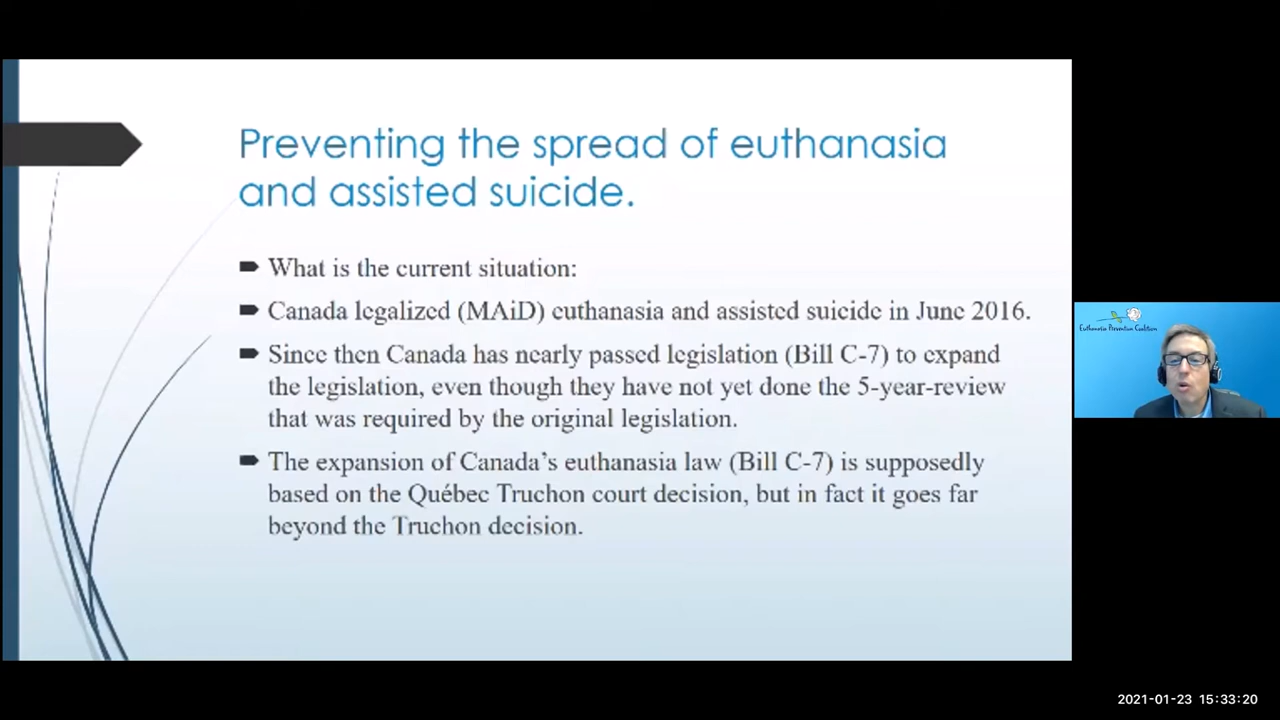 Preventing the spread of euthanasia
and assisted suicide.
What is the current situation:
Canada legalized (MAiD) euthanasia and assisted suicide in June 2016.
Since then Canada has nearly passed legislation (Bill C-7) to expand
the legislation, even though they have not yet done the 5-year-review
that was required by the original legislation.
The expansion of Canada’s euthanasia law (Bill C-7) is supposedly
based on the Québec Truchon court decision, but in fact it goes far
beyond the Truchon decision.
Euthanasia Prevention Coalition
2021-01-23 15:33:20